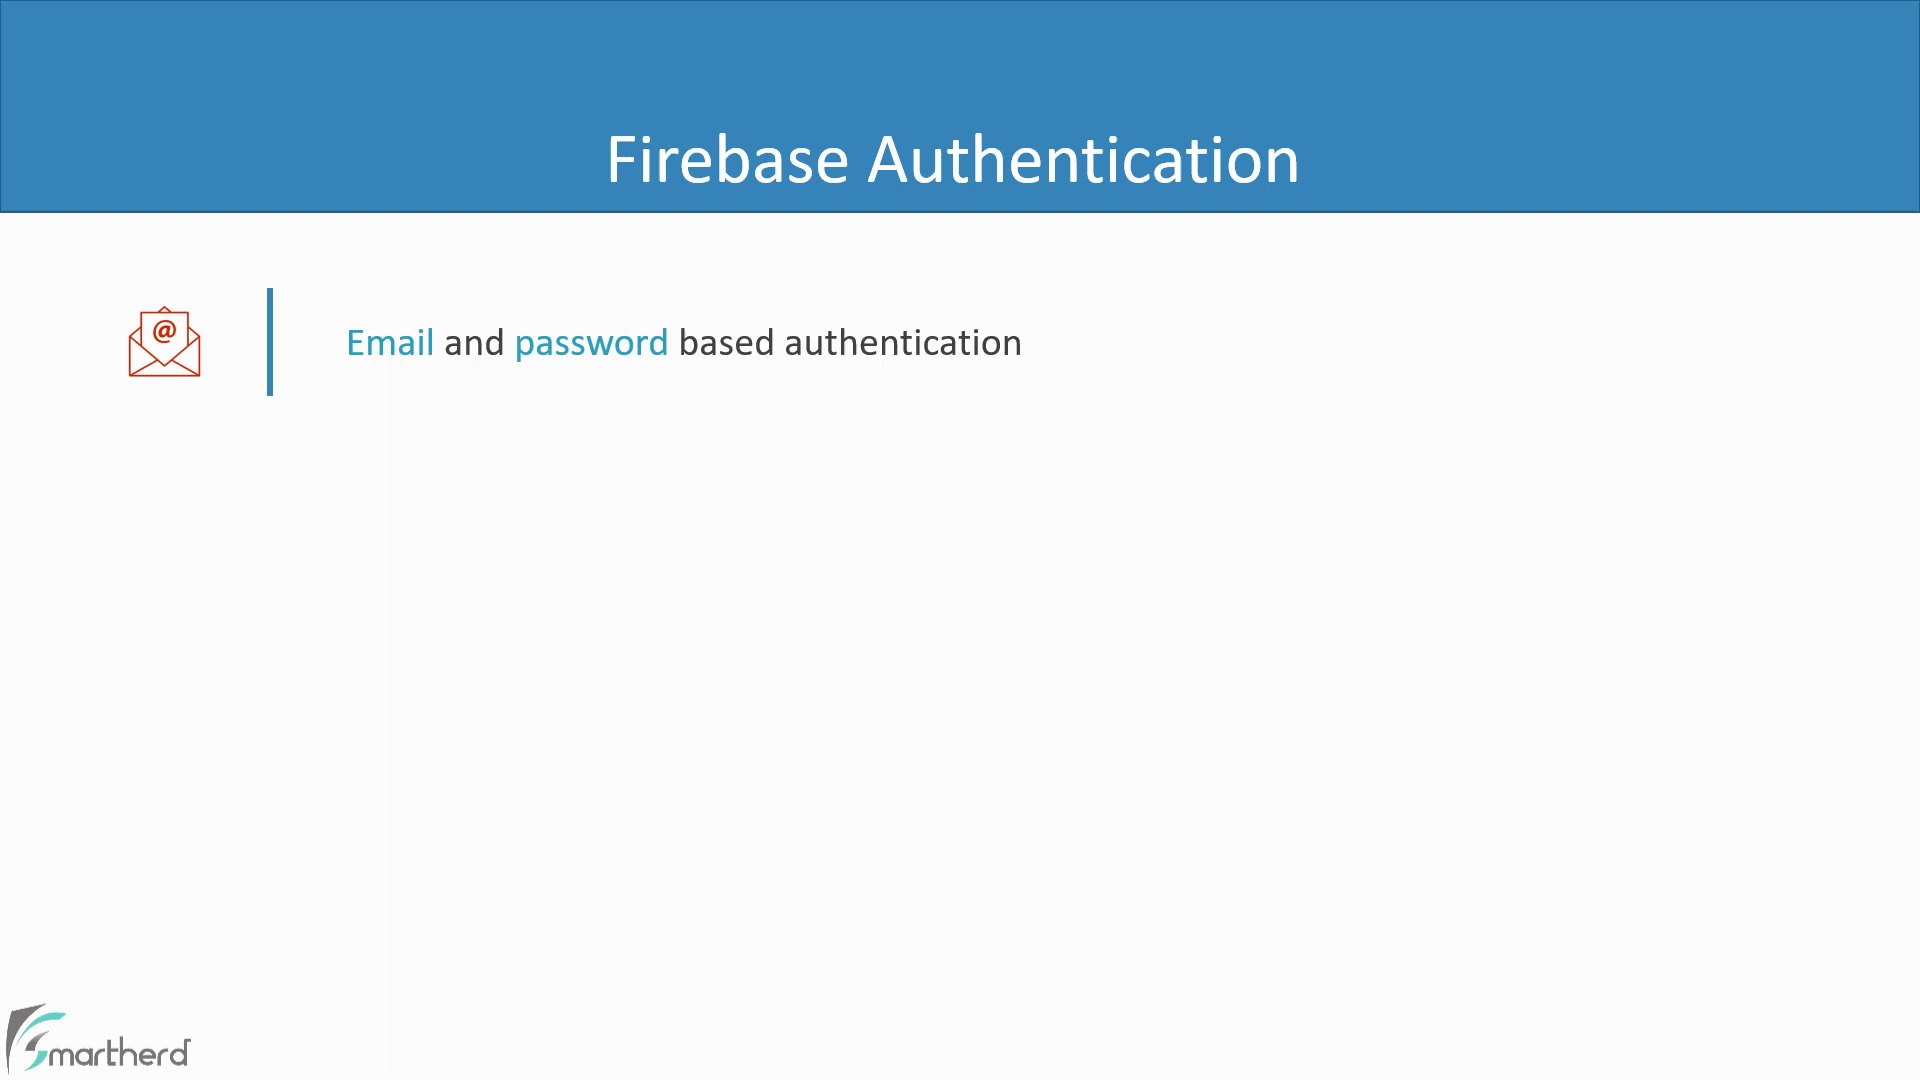 Firebase Authentication
@
Email and password based authentication
Smartherd